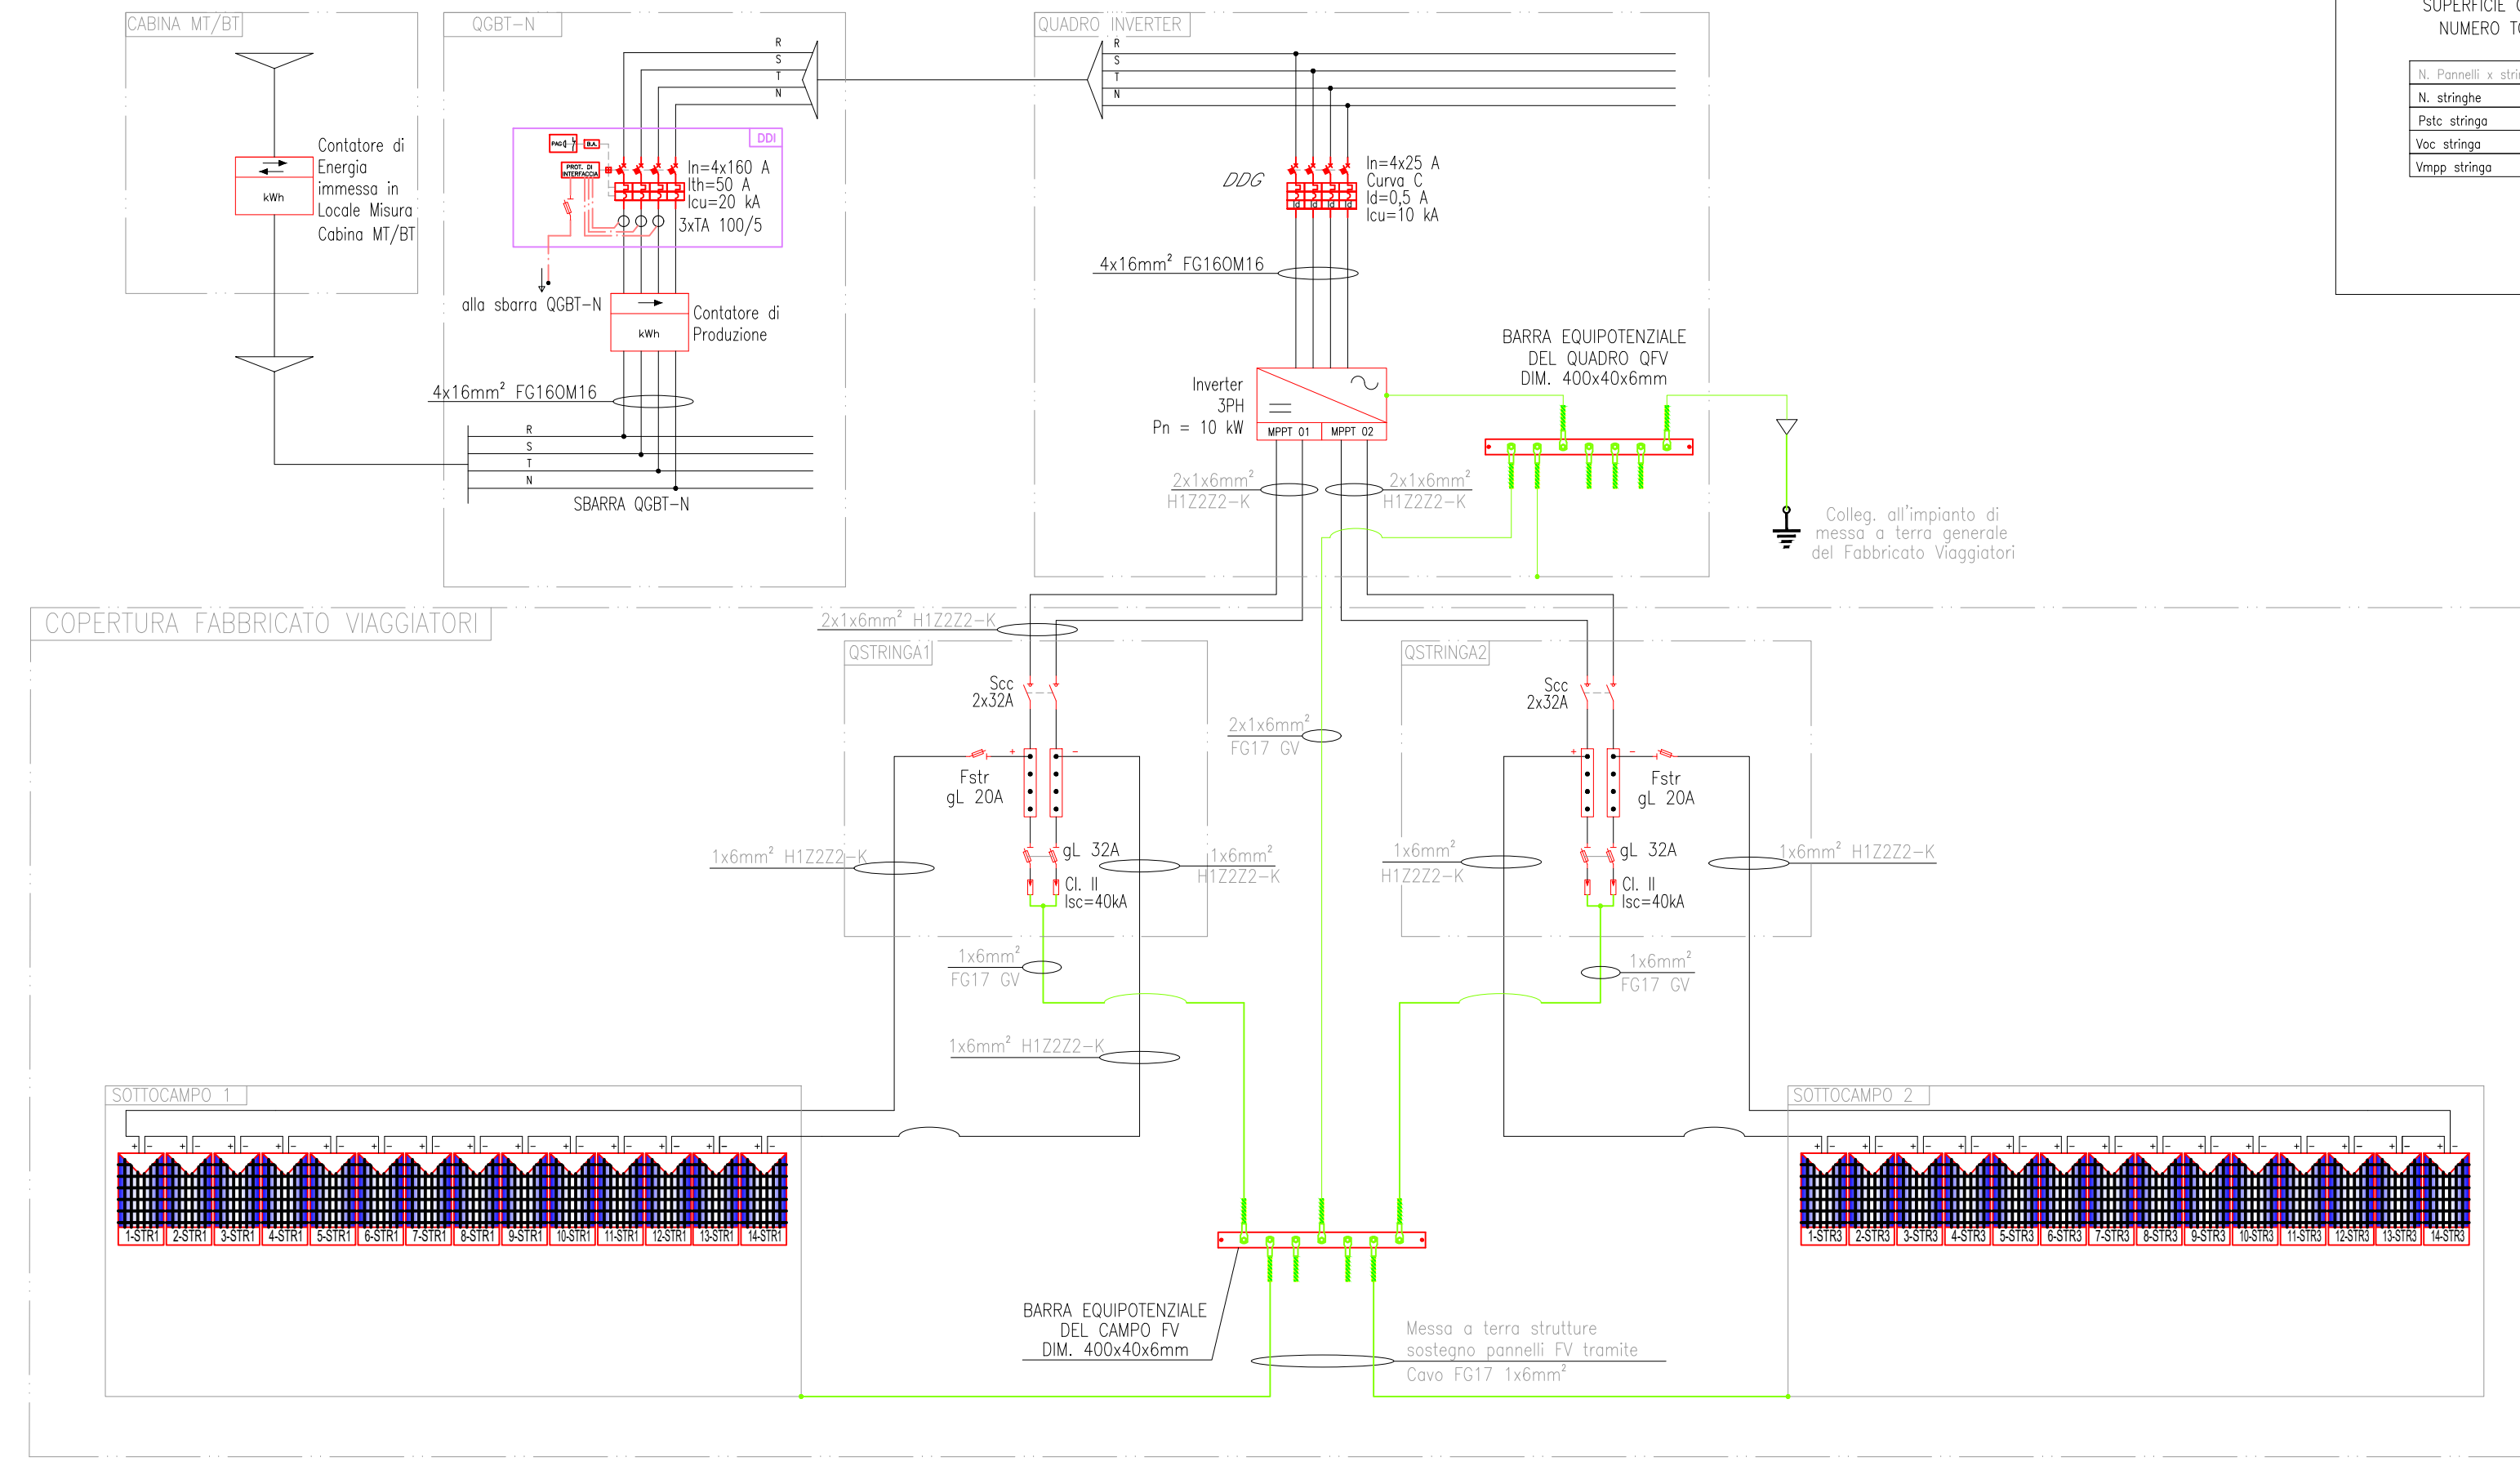 CABINA MT/BT
Contatore di
Energia
immessa in
Locale Misura
Cabina MT/BT
kWh
QGBT-N
R
S
T
N
DDI
PAG
B.A.
PROT. DI
INTERFACCIA
In=4x160 A
Ith=50 A
Icu=20 kA
3xTA 100/5
alla sbarra QGBT-N
kWh
Contatore di
Produzione
4x16mm² FG16OM16
R
S
T
N
SBARRA QGBT-N
QUADRO INVERTER
R
S
T
N
DDG
Id Id Id Id
In=4x25 A
Curva C
Id=0,5 A
Icu=10 kA
4x16mm² FG16OM16
Inverter
3PH
Pn = 10 kW
MPPT 01
MPPT 02
BARRA EQUIPOTENZIALE
DEL QUADRO QFV
DIM. 400x40x6mm
2x1x6mm²
H1Z2Z2-K
2x1x6mm²
H1Z2Z2-K
Colleg. all'impianto di
messa a terra generale
del Fabbricato Viaggiatori
SUPERFICIE
NUMERO
N. Pannelli x
N. stringhe
Pstc stringa
Voc stringa
Vmpp stringa
COPERTURA FABBRICATO VIAGGIATORI
2x1x6mm² H1Z2Z2-K
QSTRINGA1
Scc
2x32A
+
-
Fstr
gL 20A
gL 32A
Cl. II
Isc=40kA
1x6mm² H1Z2Z2-K
1x6mm²
H1Z2Z2-K
1x6mm²
FG17 GV
1x6mm² H1Z2Z2-K
2x1x6mm²
FG17 GV
QSTRINGA2
Scc
2x32A
+
-
Fstr
gL 20A
gL 32A
Cl. II
Isc=40kA
1x6mm²
H1Z2Z2-K
1x6mm² H1Z2Z2-K
1x6mm²
FG17 GV
SOTTOCAMPO 1
+ - + - + - + - + - + - + - + - + - + - + - + - + - + -
1-STR1 2-STR1 3-STR1 4-STR1 5-STR1 6-STR1 7-STR1 8-STR1 9-STR1 10-STR1 11-STR1 12-STR1 13-STR1 14-STR1
SOTTOCAMPO 2
+ - + - + - + - + - + - + - + - + - + - + - + - + - + -
1-STR3 2-STR3 3-STR3 4-STR3 5-STR3 6-STR3 7-STR3 8-STR3 9-STR3 10-STR3 11-STR3 12-STR3 13-STR3 14-STR3
BARRA EQUIPOTENZIALE
DEL CAMPO FV
DIM. 400x40x6mm
Messa a terra strutture
sostegno pannelli FV tramite
Cavo FG17 1x6mm²